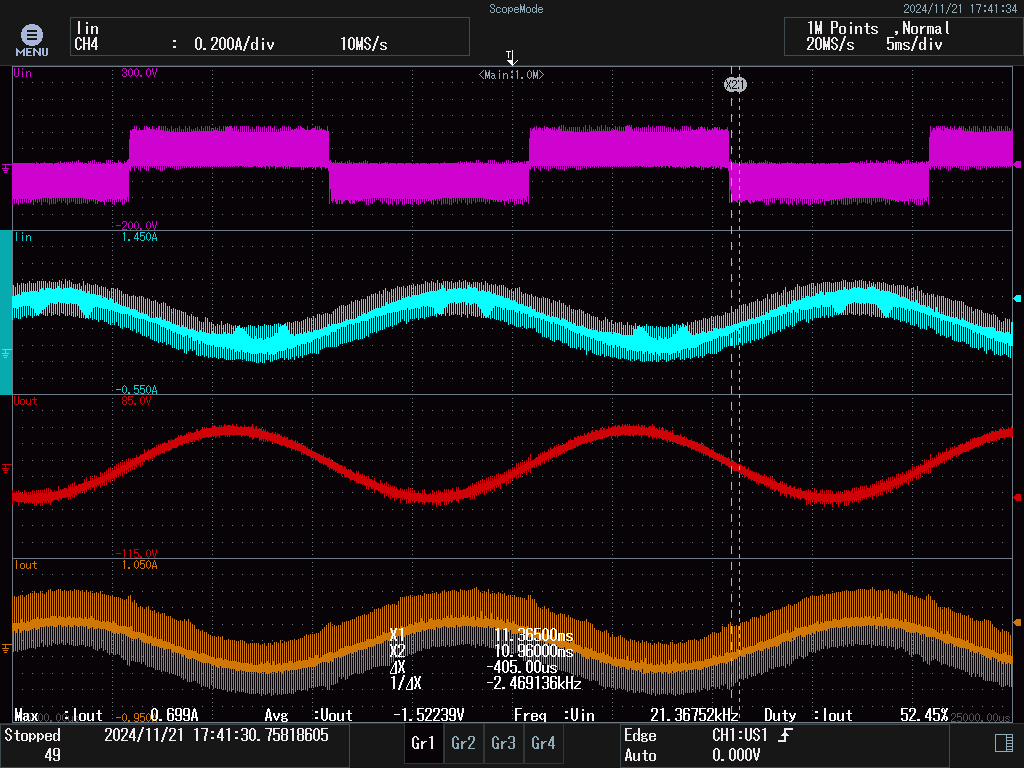 ScopeMode
2024/11/21 17:41:34
MENU
Iin
CH4 : 0.200A/div 10MS/s
1M Points ,Normal
20MS/s 5ms/div
T
Uin 300.0V
<Main:1.0M>
-200.0V
Iin 1.450A
-0.550A
Uout 85.0V
-115.0V
Iout 1.050A
X1 11.36500ms
X2 10.96000ms
ΔX -405.00us
1/ΔX -2.469136kHz
-0.950A
Max :Iout 0.699A Avg :Uout -1.52239V Freq :Uin 21.36752kHz Duty :Iout 52.45%
25000.00us
Stopped 2024/11/21 17:41:30.75818605
49
Gr1 Gr2 Gr3 Gr4
Edge CH1:US1
Auto 0.000V